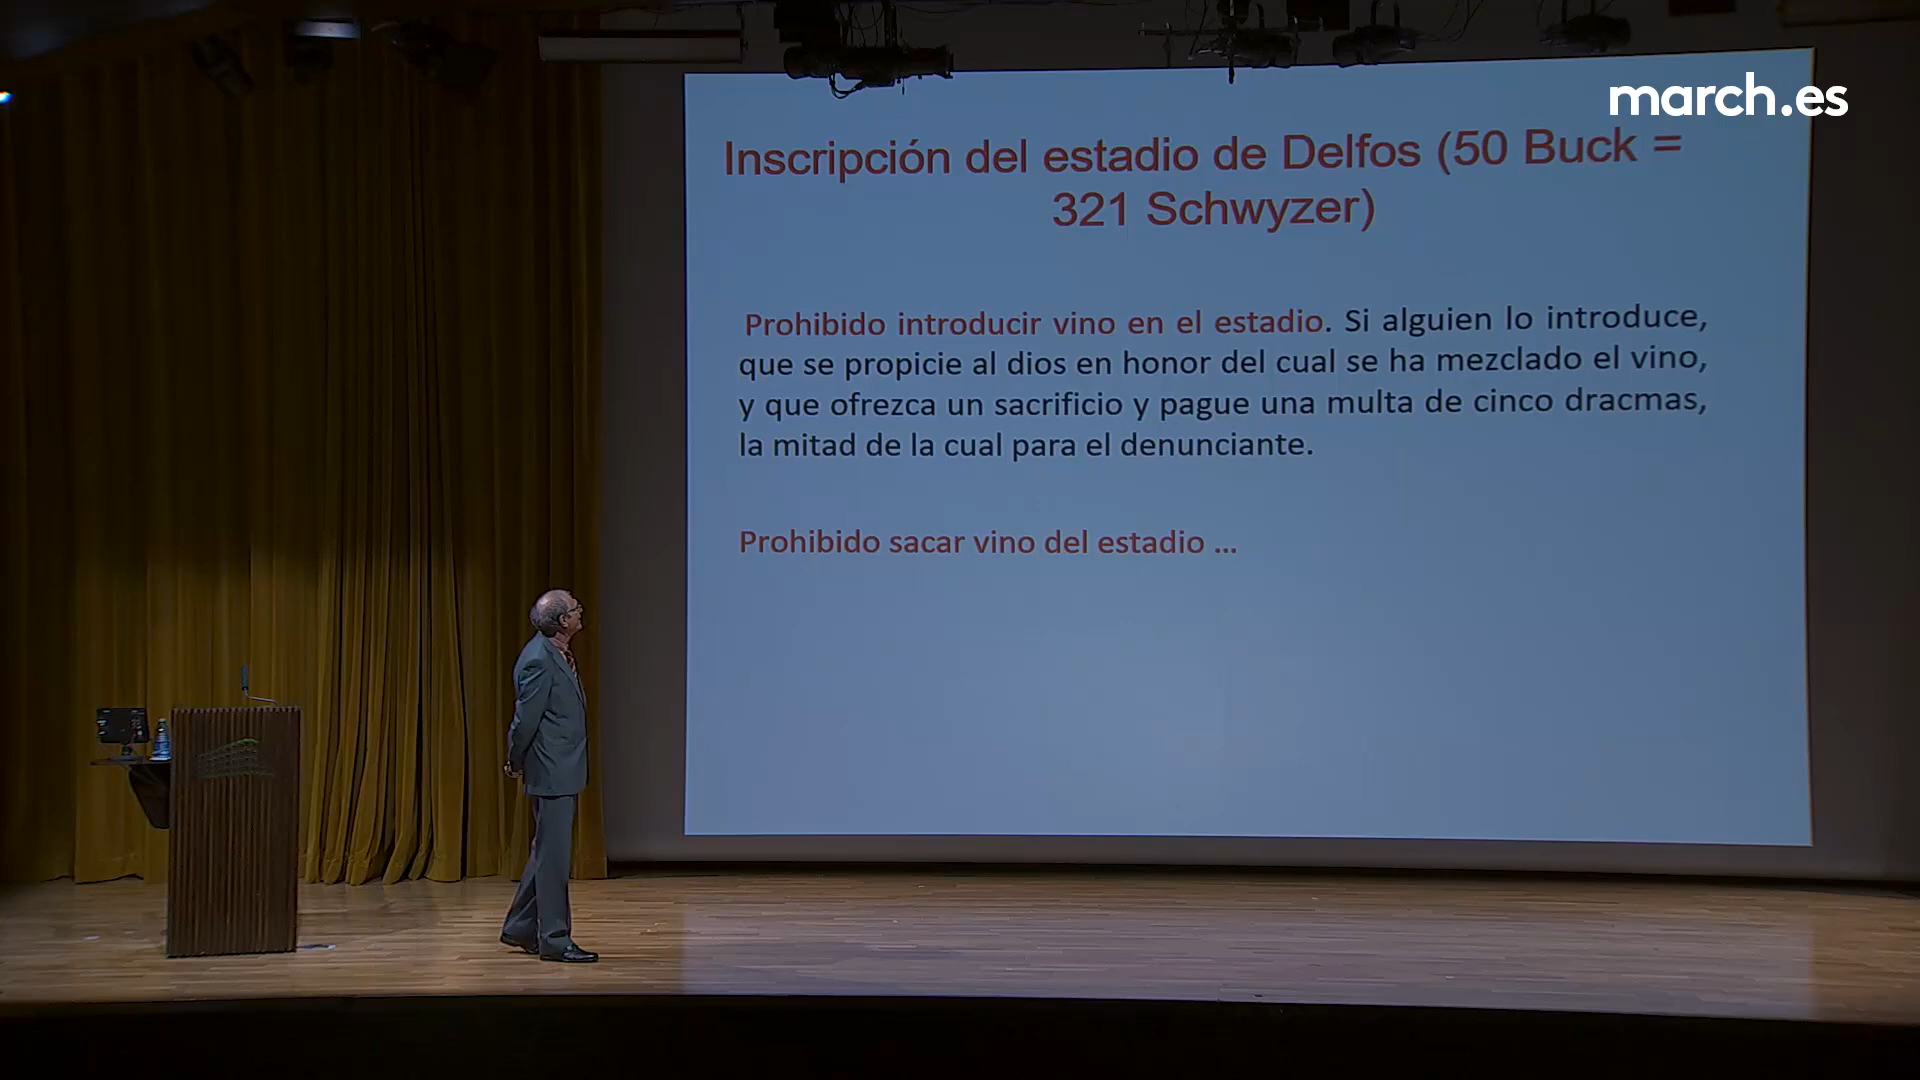 march.es
Inscripción del estadio de Delfos (50 Buck =
321 Schwyzer)
Prohibido introducir vino en el estadio. Si alguien lo introduce,
que se propicie al dios en honor del cual se ha mezclado el vino,
y que ofrezca un sacrificio y pague una multa de cinco dracmas,
la mitad de la cual para el denunciante.
Prohibido sacar vino del estadio ...